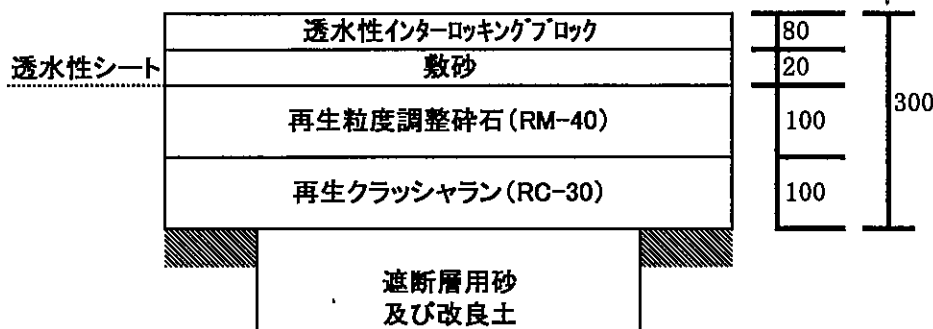 透水性インターロッキングブロック
80
透水性シート
敷砂
20
再生粒度調整砕石(RM-40)
100
300
再生クラッシャラン(RC-30)
100
遮断層用砂
及び改良土